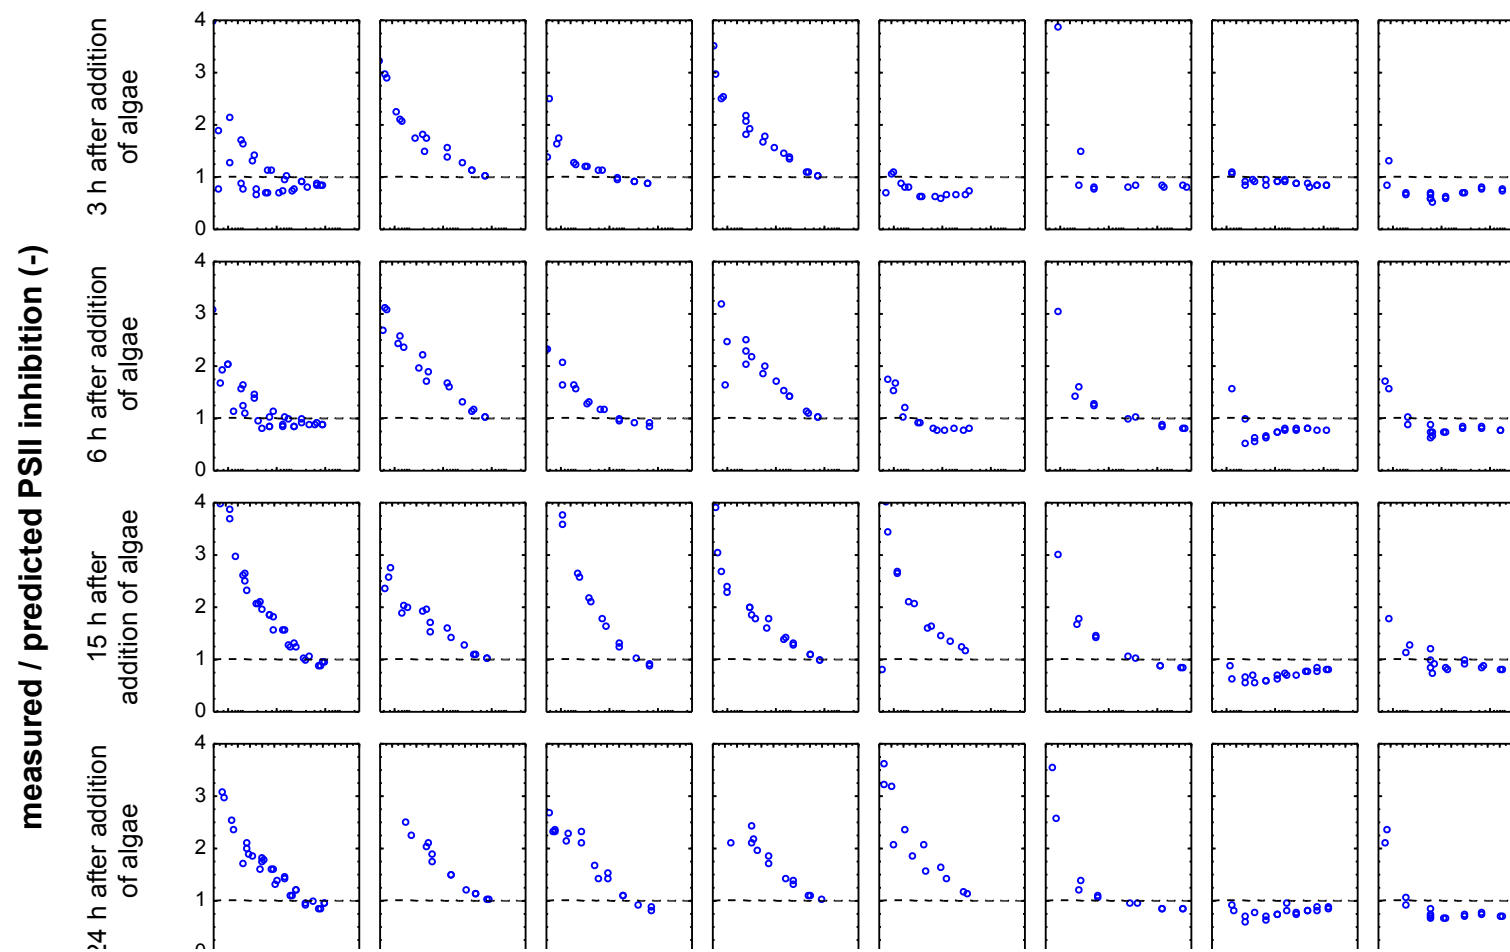 measured / predicted PSII inhibition (-)
3 h after addition
of algae
4
3
2
1
0
6 h after addition
of algae
4
3
2
1
0
15 h after
addition of algae
4
3
2
1
0
24 h after addition
of algae
4
3
2
1